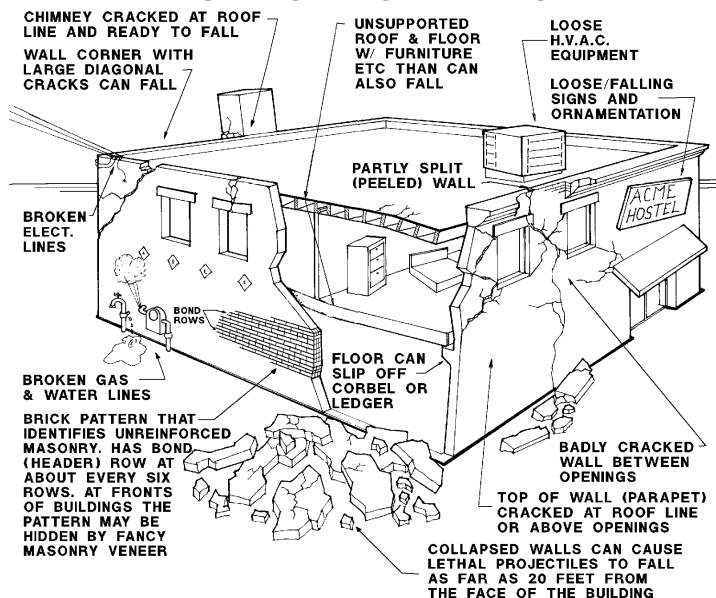 CHIMNEY CRACKED AT ROOF
LINE AND READY TO FALL
WALL CORNER WITH
LARGE DIAGONAL
CRACKS CAN FALL
UNSUPPORTED
ROOF & FLOOR
W/ FURNITURE
ETC THAN CAN
ALSO FALL
LOOSE
H.V.A.C.
EQUIPMENT
LOOSE/FALLING
SIGNS AND
ORNAMENTATION
PARTLY SPLIT
(PEELED) WALL
ACME
HOSTEL
BROKEN
ELECT.
LINES
BOND
ROWS
FLOOR CAN
SLIP OFF
CORBEL OR
LEDGER
BROKEN GAS
& WATER LINES
BRICK PATTERN THAT
IDENTIFIES UNREINFORCED
MASONRY. HAS BOND
(HEADER) ROW AT
ABOUT EVERY SIX
ROWS. AT FRONTS
OF BUILDINGS THE
PATTERN MAY BE
HIDDEN BY FANCY
MASONRY VENEER
BADLY CRACKED
WALL BETWEEN
OPENINGS
TOP OF WALL (PARAPET)
CRACKED AT ROOF LINE
OR ABOVE OPENINGS
COLLAPSED WALLS CAN CAUSE
LETHAL PROJECTILES TO FALL
AS FAR AS 20 FEET FROM
THE FACE OF THE BUILDING